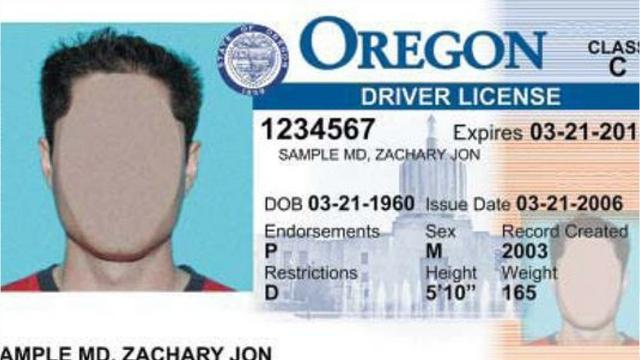 STATE OF OREGON
1859
OREGON
CLASS
C
DRIVER LICENSE
1234567
Expires 03-21-201
SAMPLE MD, ZACHARY JON
DOB 03-21-1960 Issue Date 03-21-2006
Endorsements Sex Record Created
P M 2003
Restrictions Height Weight
D 5'10" 165
AMPLE MD, ZACHARY JON